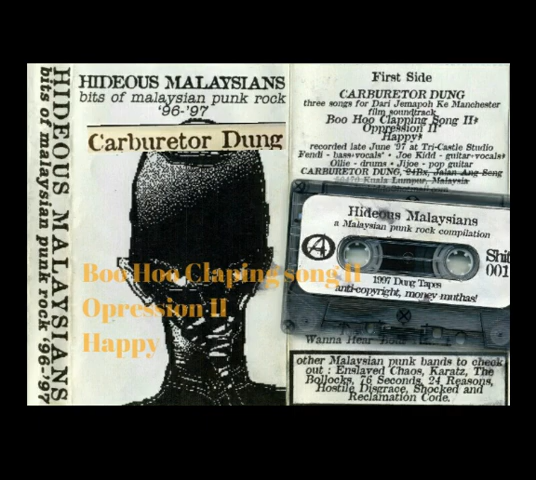 HIDEOUS MALAYSIANS
bits of malaysian punk rock '96-'97
HIDEOUS MALAYSIANS
bits of malaysian punk rock
'96-'97
Carburetor Dung
Boo Hoo Claping song II
Opression II
Happy
First Side
CARBURETOR DUNG
three songs for Dari Jemapoh Ke Manchester
film soundtrack
Boo Hoo Clapping Song II*
Oppression II*
Happy*
recorded late June '97 at Tri-Castle Studio
Fendi - bass+vocals* • Joe Kidd - guitar+vocals*
Ollie - drums • Jijoe - pop guitar
CARBURETOR DUNG, 24Bx, Jalan Ang Seng
Kuala Lumpur, Malaysia
Hideous Malaysians
a Malaysian punk rock compilation
A
Shit
001
1997 Dung Tapes
anti-copyright, money muthas!
Wanna Hear
other Malaysian punk bands to check
out : Enslaved Chaos, Karatz, The
Bollocks, 76 Seconds, 24 Reasons,
Hostile Disgrace, Shocked and
Reclamation Code.